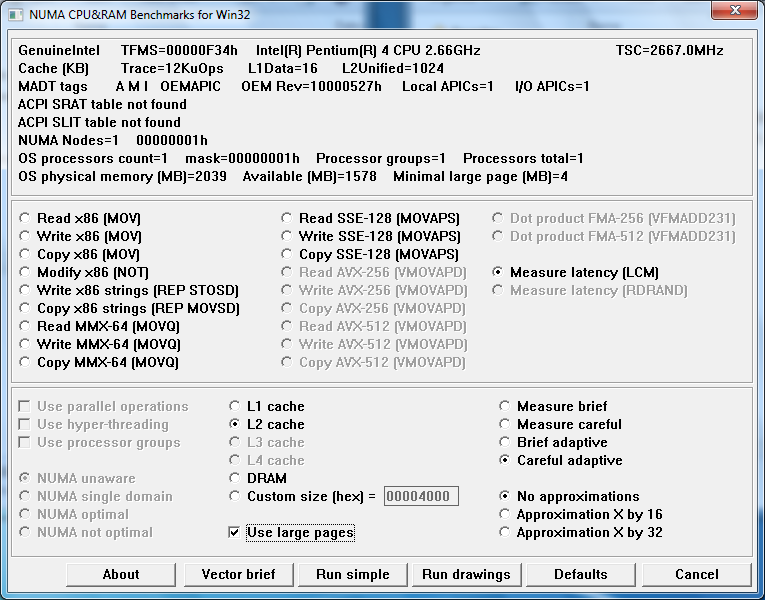 NUMA CPU&RAM Benchmarks for Win32
GenuineIntel TFMS=00000F34h Intel(R) Pentium(R) 4 CPU 2.66GHz TSC=2667.0MHz
Cache (KB) Trace=12KuOps L1Data=16 L2Unified=1024
MADT tags A M I OEMAPIC OEM Rev=10000527h Local APICs=1 I/O APICs=1
ACPI SRAT table not found
ACPI SLIT table not found
NUMA Nodes=1 00000001h
OS processors count=1 mask=00000001h Processor groups=1 Processors total=1
OS physical memory (MB)=2039 Available (MB)=1578 Minimal large page (MB)=4
Read x86 (MOV)
Write x86 (MOV)
Copy x86 (MOV)
Modify x86 (NOT)
Write x86 strings (REP STOSD)
Copy x86 strings (REP MOVSD)
Read MMX-64 (MOVQ)
Write MMX-64 (MOVQ)
Copy MMX-64 (MOVQ)
Read SSE-128 (MOVAPS)
Write SSE-128 (MOVAPS)
Copy SSE-128 (MOVAPS)
Read AVX-256 (VMOVAPD)
Write AVX-256 (VMOVAPD)
Copy AVX-256 (VMOVAPD)
Read AVX-512 (VMOVAPD)
Write AVX-512 (VMOVAPD)
Copy AVX-512 (VMOVAPD)
Dot product FMA-256 (VFMADD231)
Dot product FMA-512 (VFMADD231)
Measure latency (LCM)
Measure latency (RDRAND)
Use parallel operations
Use hyper-threading
Use processor groups
NUMA unaware
NUMA single domain
NUMA optimal
NUMA not optimal
L1 cache
L2 cache
L3 cache
L4 cache
DRAM
Custom size (hex) = 00004000
Use large pages
Measure brief
Measure careful
Brief adaptive
Careful adaptive
No approximations
Approximation X by 16
Approximation X by 32
About Vector brief Run simple Run drawings Defaults Cancel